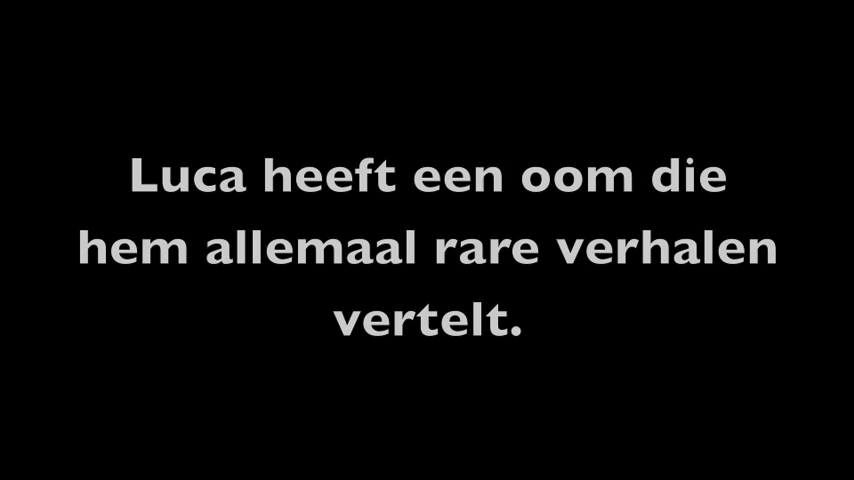 Luca heeft een oom die
hem allemaal rare verhalen
vertelt.